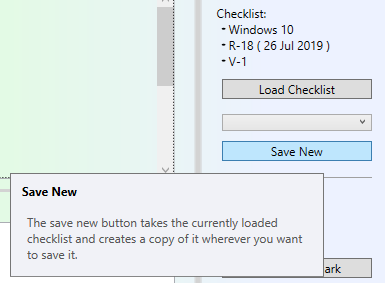 Checklist:
- Windows 10
- R-18 ( 26 Jul 2019 )
- V-1
Load Checklist
Save New
Save New
The save new button takes the currently loaded
checklist and creates a copy of it wherever you want
to save it.